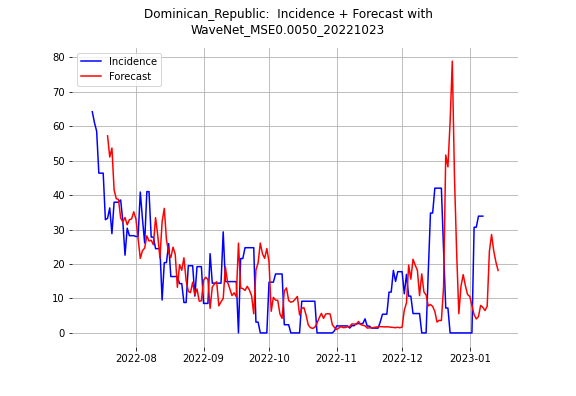 Dominican_Republic:  Incidence + Forecast with
WaveNet_MSE0.0050_20221023
Incidence
Forecast
80
70
60
50
40
30
20
10
0
2022-08 2022-09 2022-10 2022-11 2022-12 2023-01